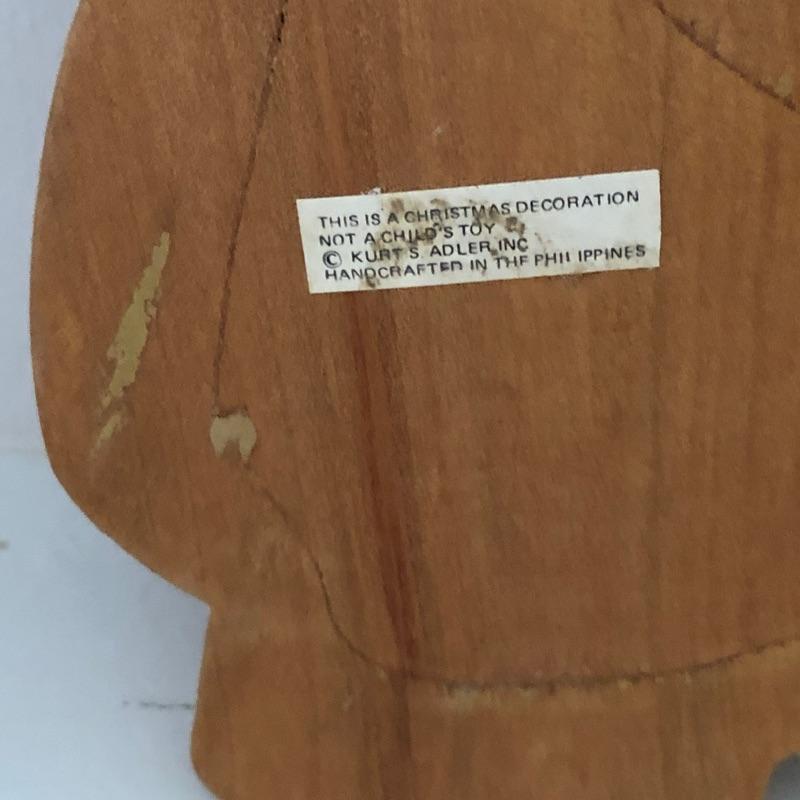 THIS IS A CHRISTMAS DECORATION
NOT A CHILD'S TOY
© KURT S. ADLER, INC
HANDCRAFTED IN THE PHILIPPINES